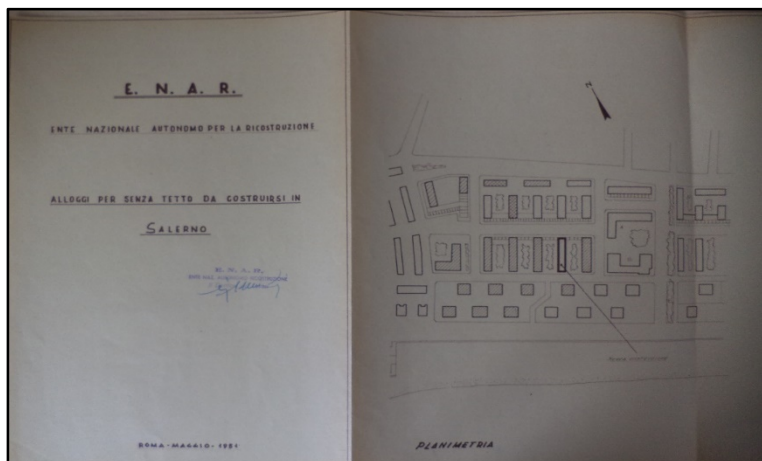 E. N. A. R.
ENTE NAZIONALE AUTONOMO PER LA RICOSTRUZIONE
ALLOGGI PER SENZA TETTO DA COSTRUIRSI IN
SALERNO
ROMA - MAGGIO - 1951
N
PLANIMETRIA